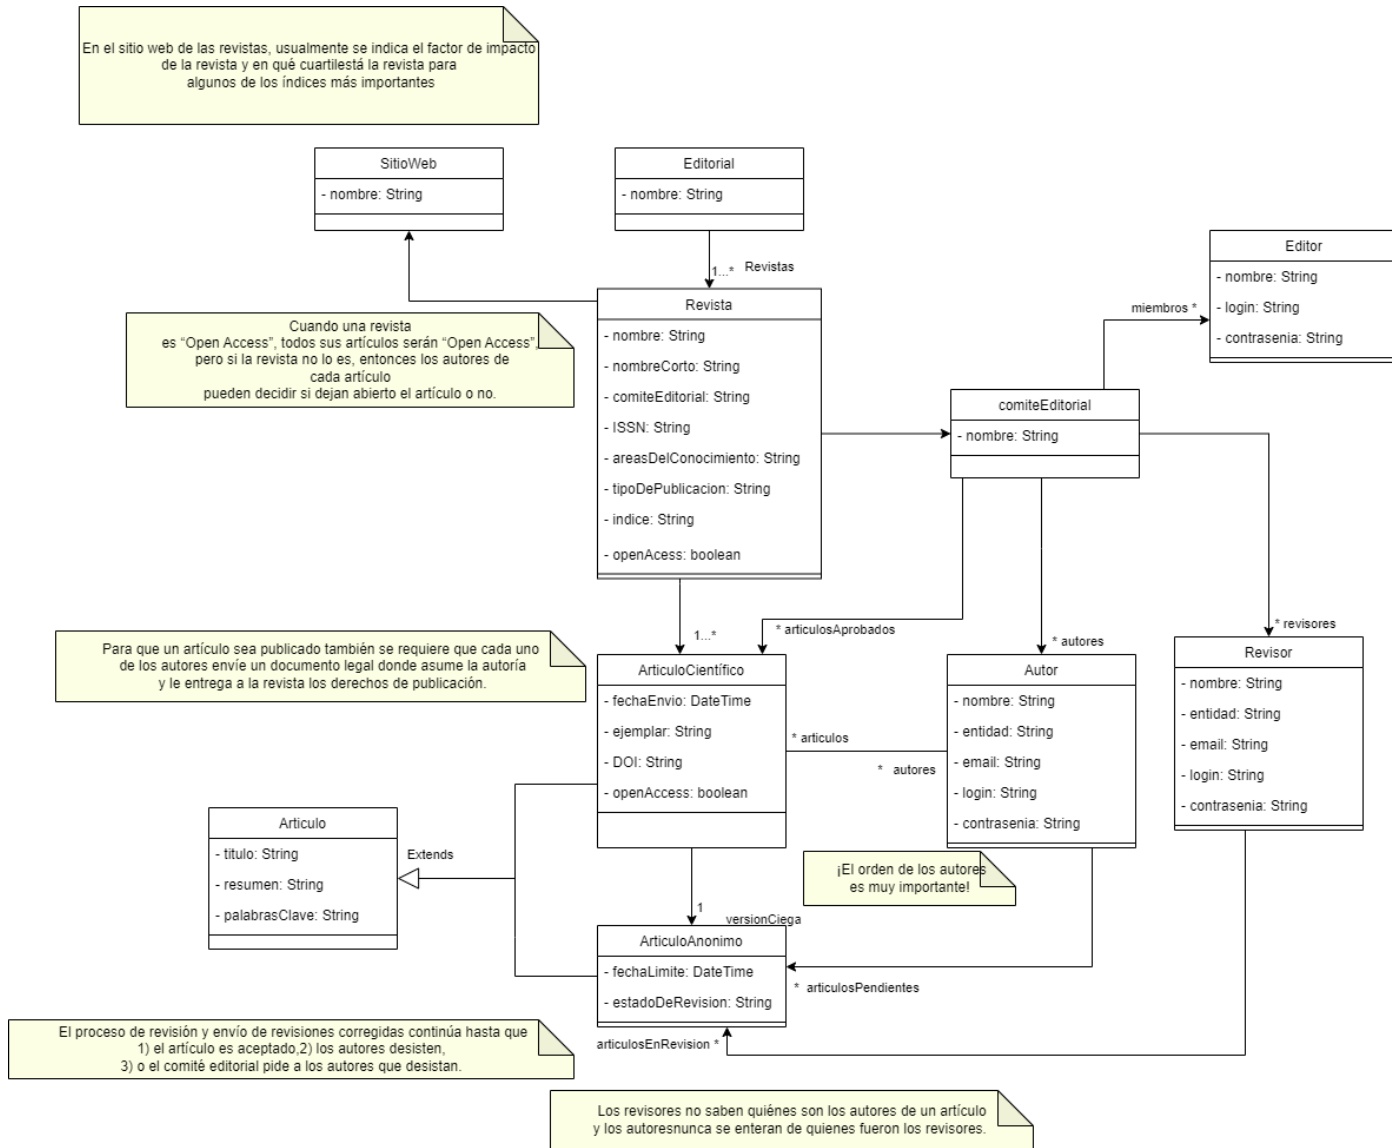 En el sitio web de las revistas, usualmente se indica el factor de impacto
de la revista y en qué cuartilestá la revista para
algunos de los índices más importantes
SitioWeb
- nombre: String
Editorial
- nombre: String
1...* Revistas
Editor
- nombre: String
- login: String
- contrasenia: String
miembros *
Cuando una revista
es “Open Access”, todos sus artículos serán “Open Access”,
pero si la revista no lo es, entonces los autores de
cada artículo
pueden decidir si dejan abierto el artículo o no.
Revista
- nombre: String
- nombreCorto: String
- comiteEditorial: String
- ISSN: String
- areasDelConocimiento: String
- tipoDePublicacion: String
- indice: String
- openAcess: boolean
comiteEditorial
- nombre: String
1...*
* articulosAprobados
* autores
* revisores
Para que un artículo sea publicado también se requiere que cada uno
de los autores envíe un documento legal donde asume la autoría
y le entrega a la revista los derechos de publicación.
ArticuloCientífico
- fechaEnvio: DateTime
- ejemplar: String
- DOI: String
- openAccess: boolean
* articulos
* autores
Autor
- nombre: String
- entidad: String
- email: String
- login: String
- contrasenia: String
Revisor
- nombre: String
- entidad: String
- email: String
- login: String
- contrasenia: String
Articulo
- titulo: String
- resumen: String
- palabrasClave: String
Extends
¡El orden de los autores
es muy importante!
1
versionCiega
ArticuloAnonimo
- fechaLimite: DateTime
- estadoDeRevision: String
* articulosPendientes
articulosEnRevision *
El proceso de revisión y envío de revisiones corregidas continúa hasta que
1) el artículo es aceptado,2) los autores desisten,
3) o el comité editorial pide a los autores que desistan.
Los revisores no saben quiénes son los autores de un artículo
y los autoresnunca se enteran de quienes fueron los revisores.